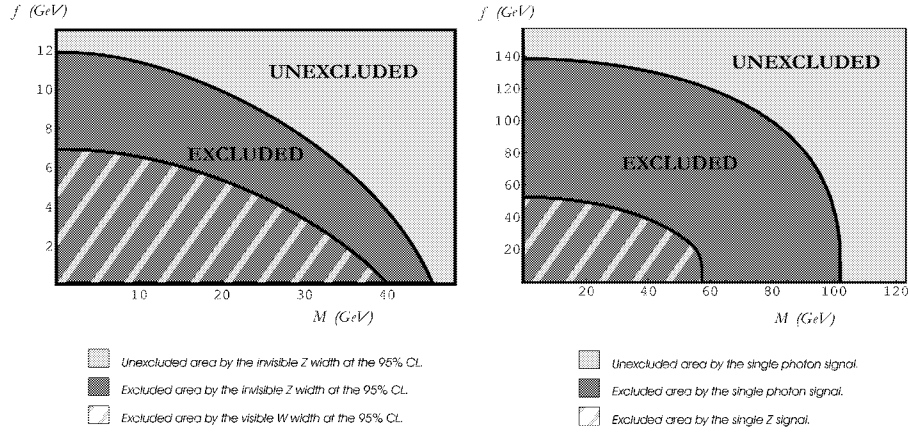 f (GeV)
12
10
8
6
4
2
UNEXCLUDED
EXCLUDED
10
20
30
40
M (GeV)
Unexcluded area by the invisible Z width at the 95% CL.
Excluded area by the invisible Z width at the 95% CL.
Excluded area by the visible W width at the 95% CL.
f (GeV)
140
120
100
80
60
40
20
UNEXCLUDED
EXCLUDED
20
40
60
80
100
120
M (GeV)
Unexcluded area by the single photon signal.
Excluded area by the single photon signal.
Excluded area by the single Z signal.